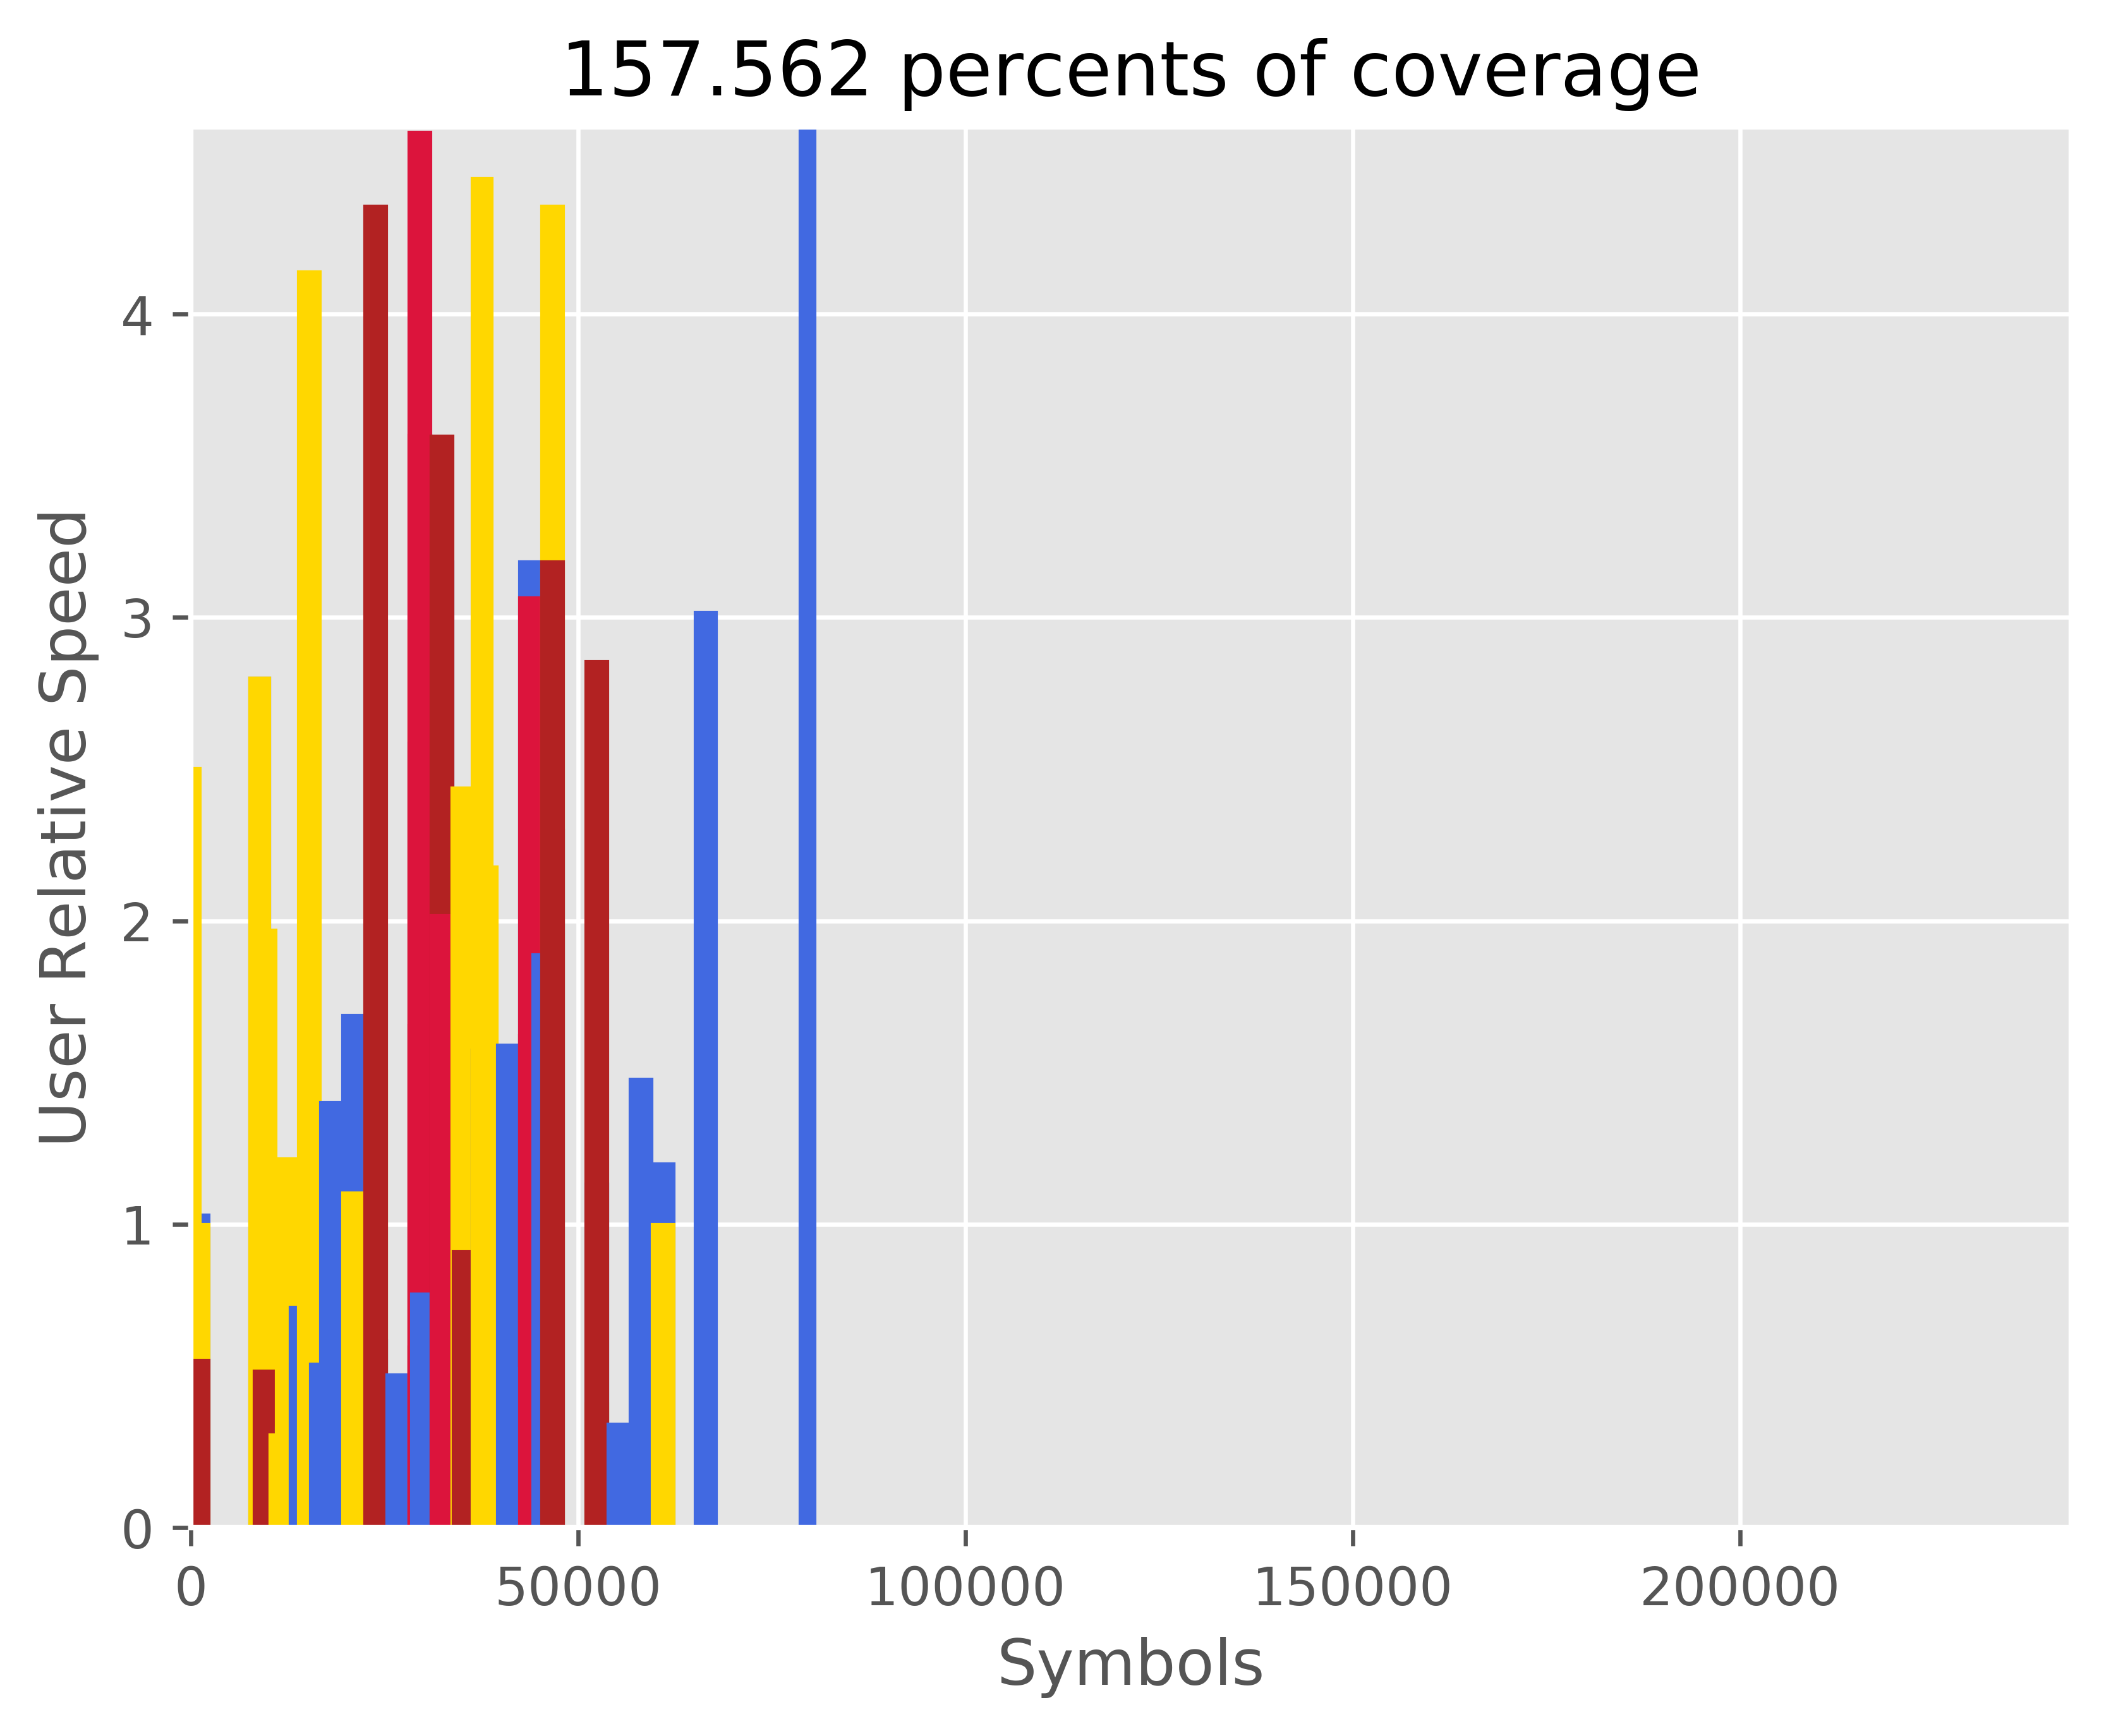 157.562 percents of coverage
User Relative Speed
4
3
2
1
0
0 50000 100000 150000 200000
Symbols